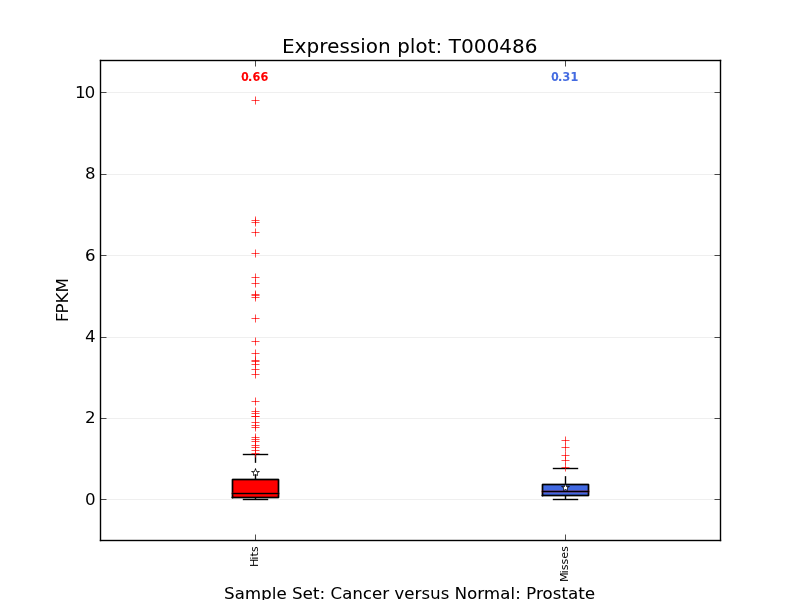 Expression plot: T000486
0.66
0.31
10
8
6
4
2
0
FPKM
Hits
Misses
Sample Set: Cancer versus Normal: Prostate